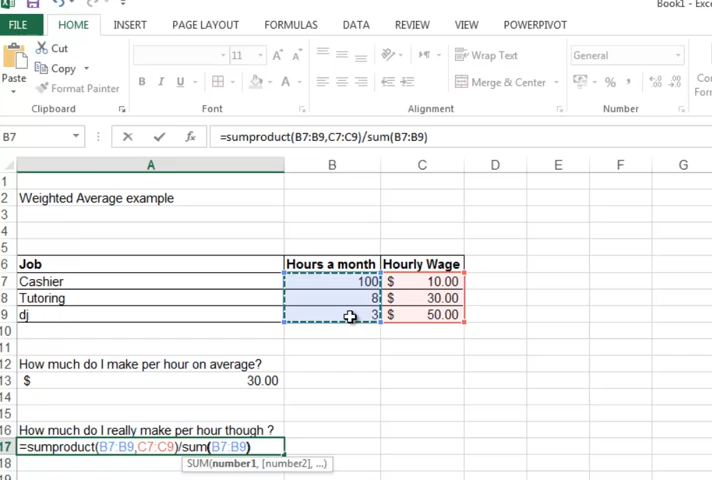 Book1 - Exce
FILE HOME INSERT PAGE LAYOUT FORMULAS DATA REVIEW VIEW POWERPIVOT
Cut
Copy
Format Painter
Paste
11 A A
B I U A
Wrap Text
Merge & Center
General
$ % ,
Clipboard Font Alignment Number
B7 fx =sumproduct(B7:B9,C7:C9)/sum(B7:B9)
A B C D E F G
1
2 Weighted Average example
3
4
5
6 Job Hours a month Hourly Wage
7 Cashier 100 $ 10.00
8 Tutoring 8 $ 30.00
9 dj 3 $ 50.00
10
11
12 How much do I make per hour on average?
13 $ 30.00
14
15
16 How much do I really make per hour though ?
17 =sumproduct(B7:B9,C7:C9)/sum(B7:B9)
18 SUM(number1, [number2], ...)